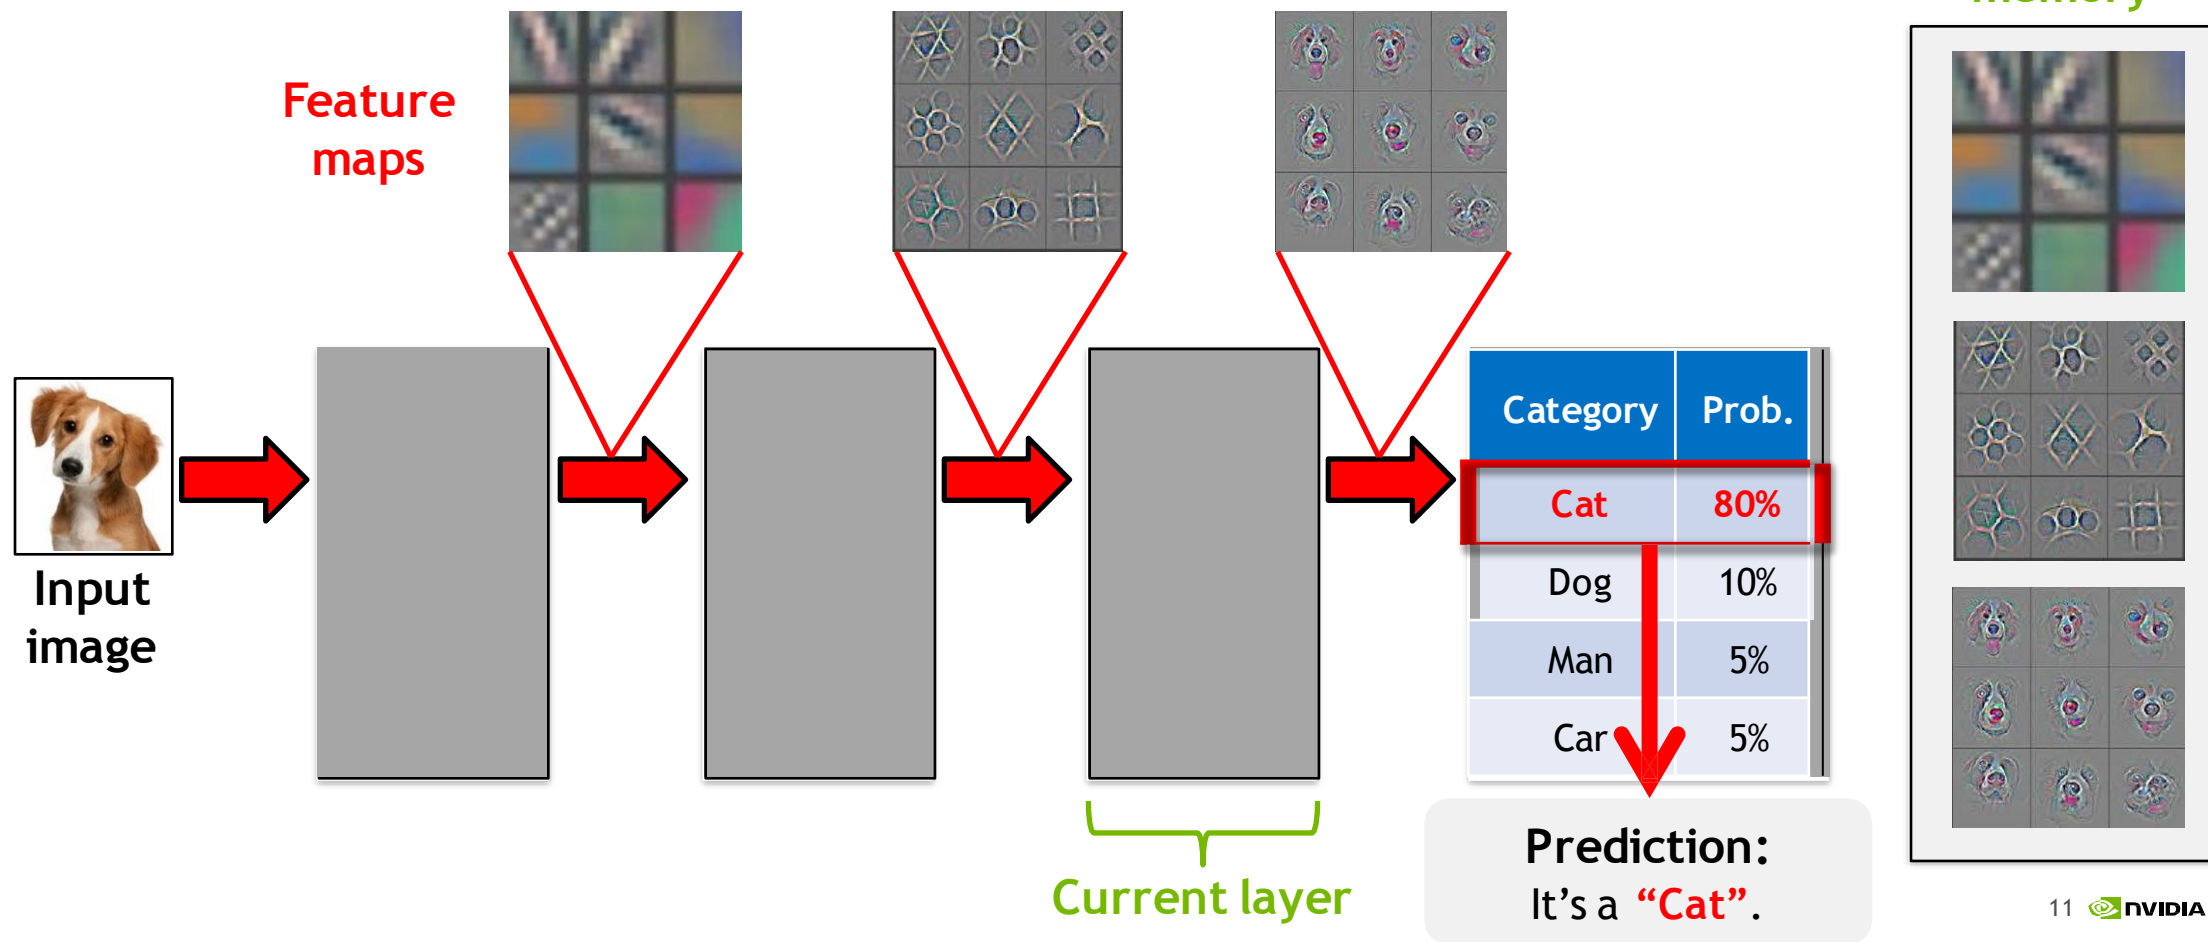 memory
Feature
maps
Input
image
Category Prob.
Cat 80%
Dog 10%
Man 5%
Car 5%
Current layer
Prediction:
It's a “Cat”.
11 NVIDIA